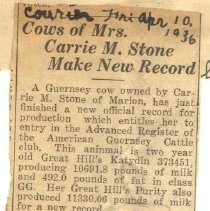 Courier Fri Apr 10, 1936
Cows of Mrs.
Carrie M. Stone
Make New Record
A Guernsey cow owned by Car-
rie M. Stone of Marion, has just
finished a new official record for
production which entitles her to
entry in the Advanced Register of
the American Guernsey Cattle
club. This animal is two year
old Great Hill's Katydin 373451,
producing 10691.8 pounds of milk
and 492.0 pounds of fat in class
GG. Her Great Hill's Purity also
produced 11330.06 pounds of milk
for a new record.